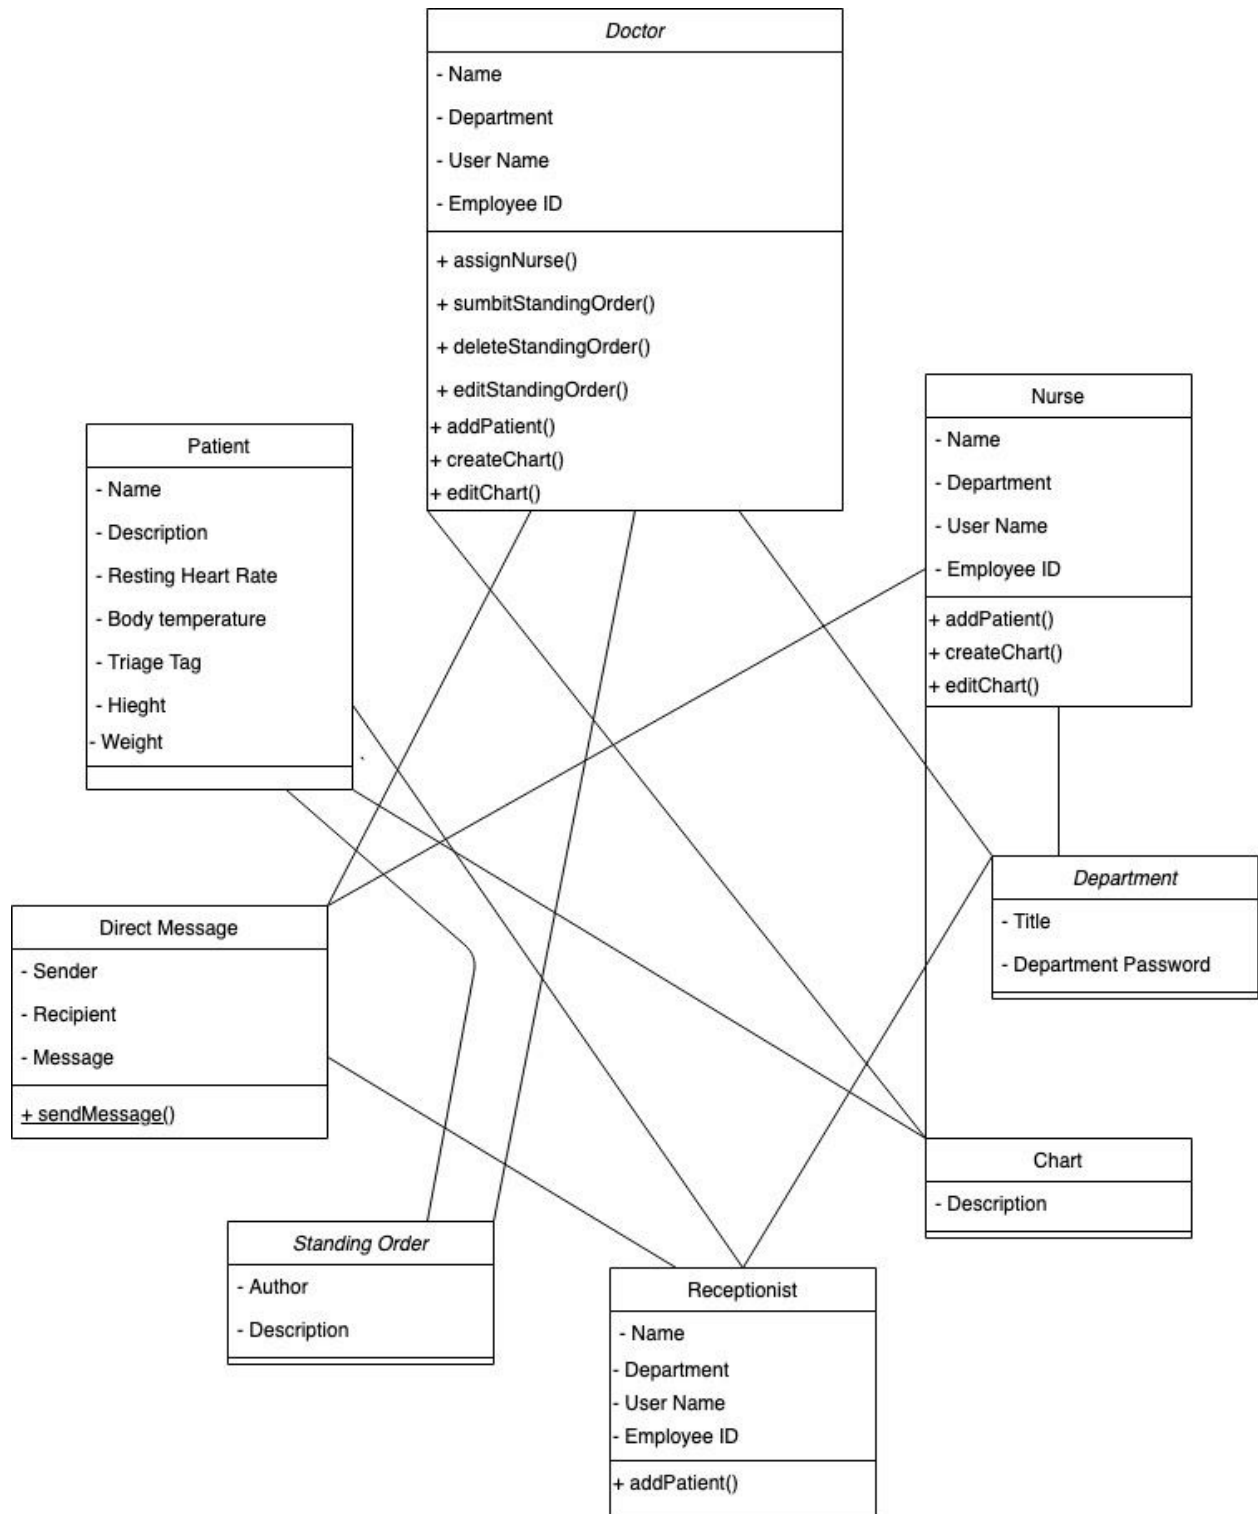 Doctor
- Name
- Department
- User Name
- Employee ID
+ assignNurse()
+ sumbitStandingOrder()
+ deleteStandingOrder()
+ editStandingOrder()
+ addPatient()
+ createChart()
+ editChart()
Nurse
- Name
- Department
- User Name
- Employee ID
+ addPatient()
+ createChart()
+ editChart()
Patient
- Name
- Description
- Resting Heart Rate
- Body temperature
- Triage Tag
- Hieght
- Weight
Department
- Title
- Department Password
Direct Message
- Sender
- Recipient
- Message
+ sendMessage()
Chart
- Description
Standing Order
- Author
- Description
Receptionist
- Name
- Department
- User Name
- Employee ID
+ addPatient()